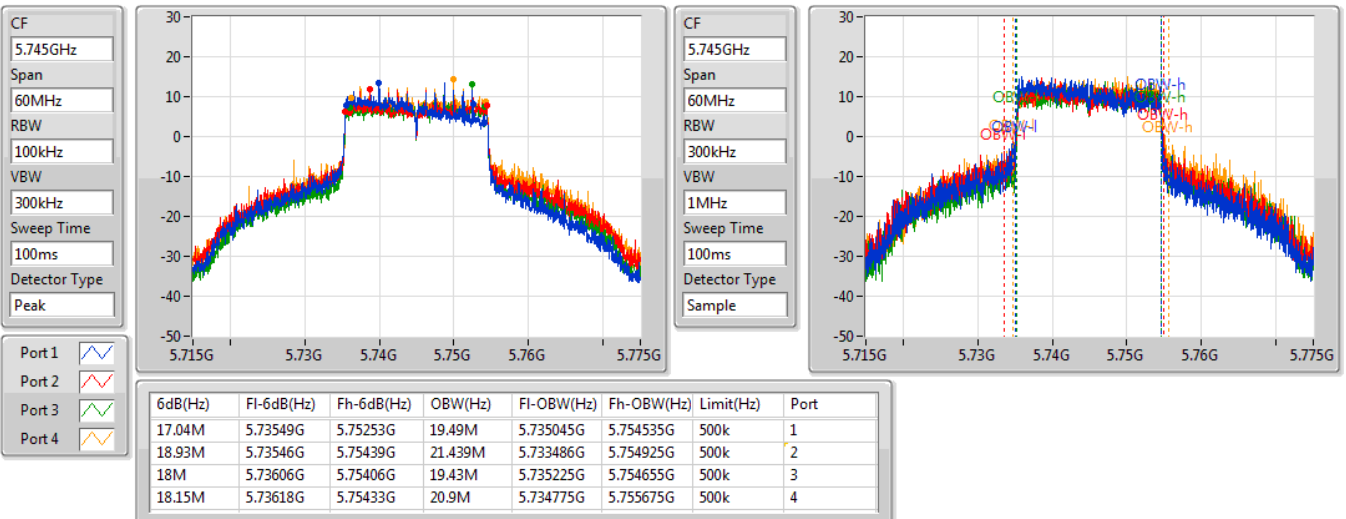 CF
5.745GHz
Span
60MHz
RBW
100kHz
VBW
300kHz
Sweep Time
100ms
Detector Type
Peak
30
20
10
0
-10
-20
-30
-40
-50
5.715G 5.73G 5.74G 5.75G 5.76G 5.775G
CF
5.745GHz
Span
60MHz
RBW
300kHz
VBW
1MHz
Sweep Time
100ms
Detector Type
Sample
30
20
10
0
-10
-20
-30
-40
-50
OBW-h
OBW-h
OBW-h
OBW-h
OBW-l
OBW-l
5.715G 5.73G 5.74G 5.75G 5.76G 5.775G
Port 1
Port 2
Port 3
Port 4
6dB(Hz) Fl-6dB(Hz) Fh-6dB(Hz) OBW(Hz) Fl-OBW(Hz) Fh-OBW(Hz) Limit(Hz) Port
17.04M 5.73549G 5.75253G 19.49M 5.735045G 5.754535G 500k 1
18.93M 5.73546G 5.75439G 21.439M 5.733486G 5.754925G 500k 2
18M 5.73606G 5.75406G 19.43M 5.735225G 5.754655G 500k 3
18.15M 5.73618G 5.75433G 20.9M 5.734775G 5.755675G 500k 4